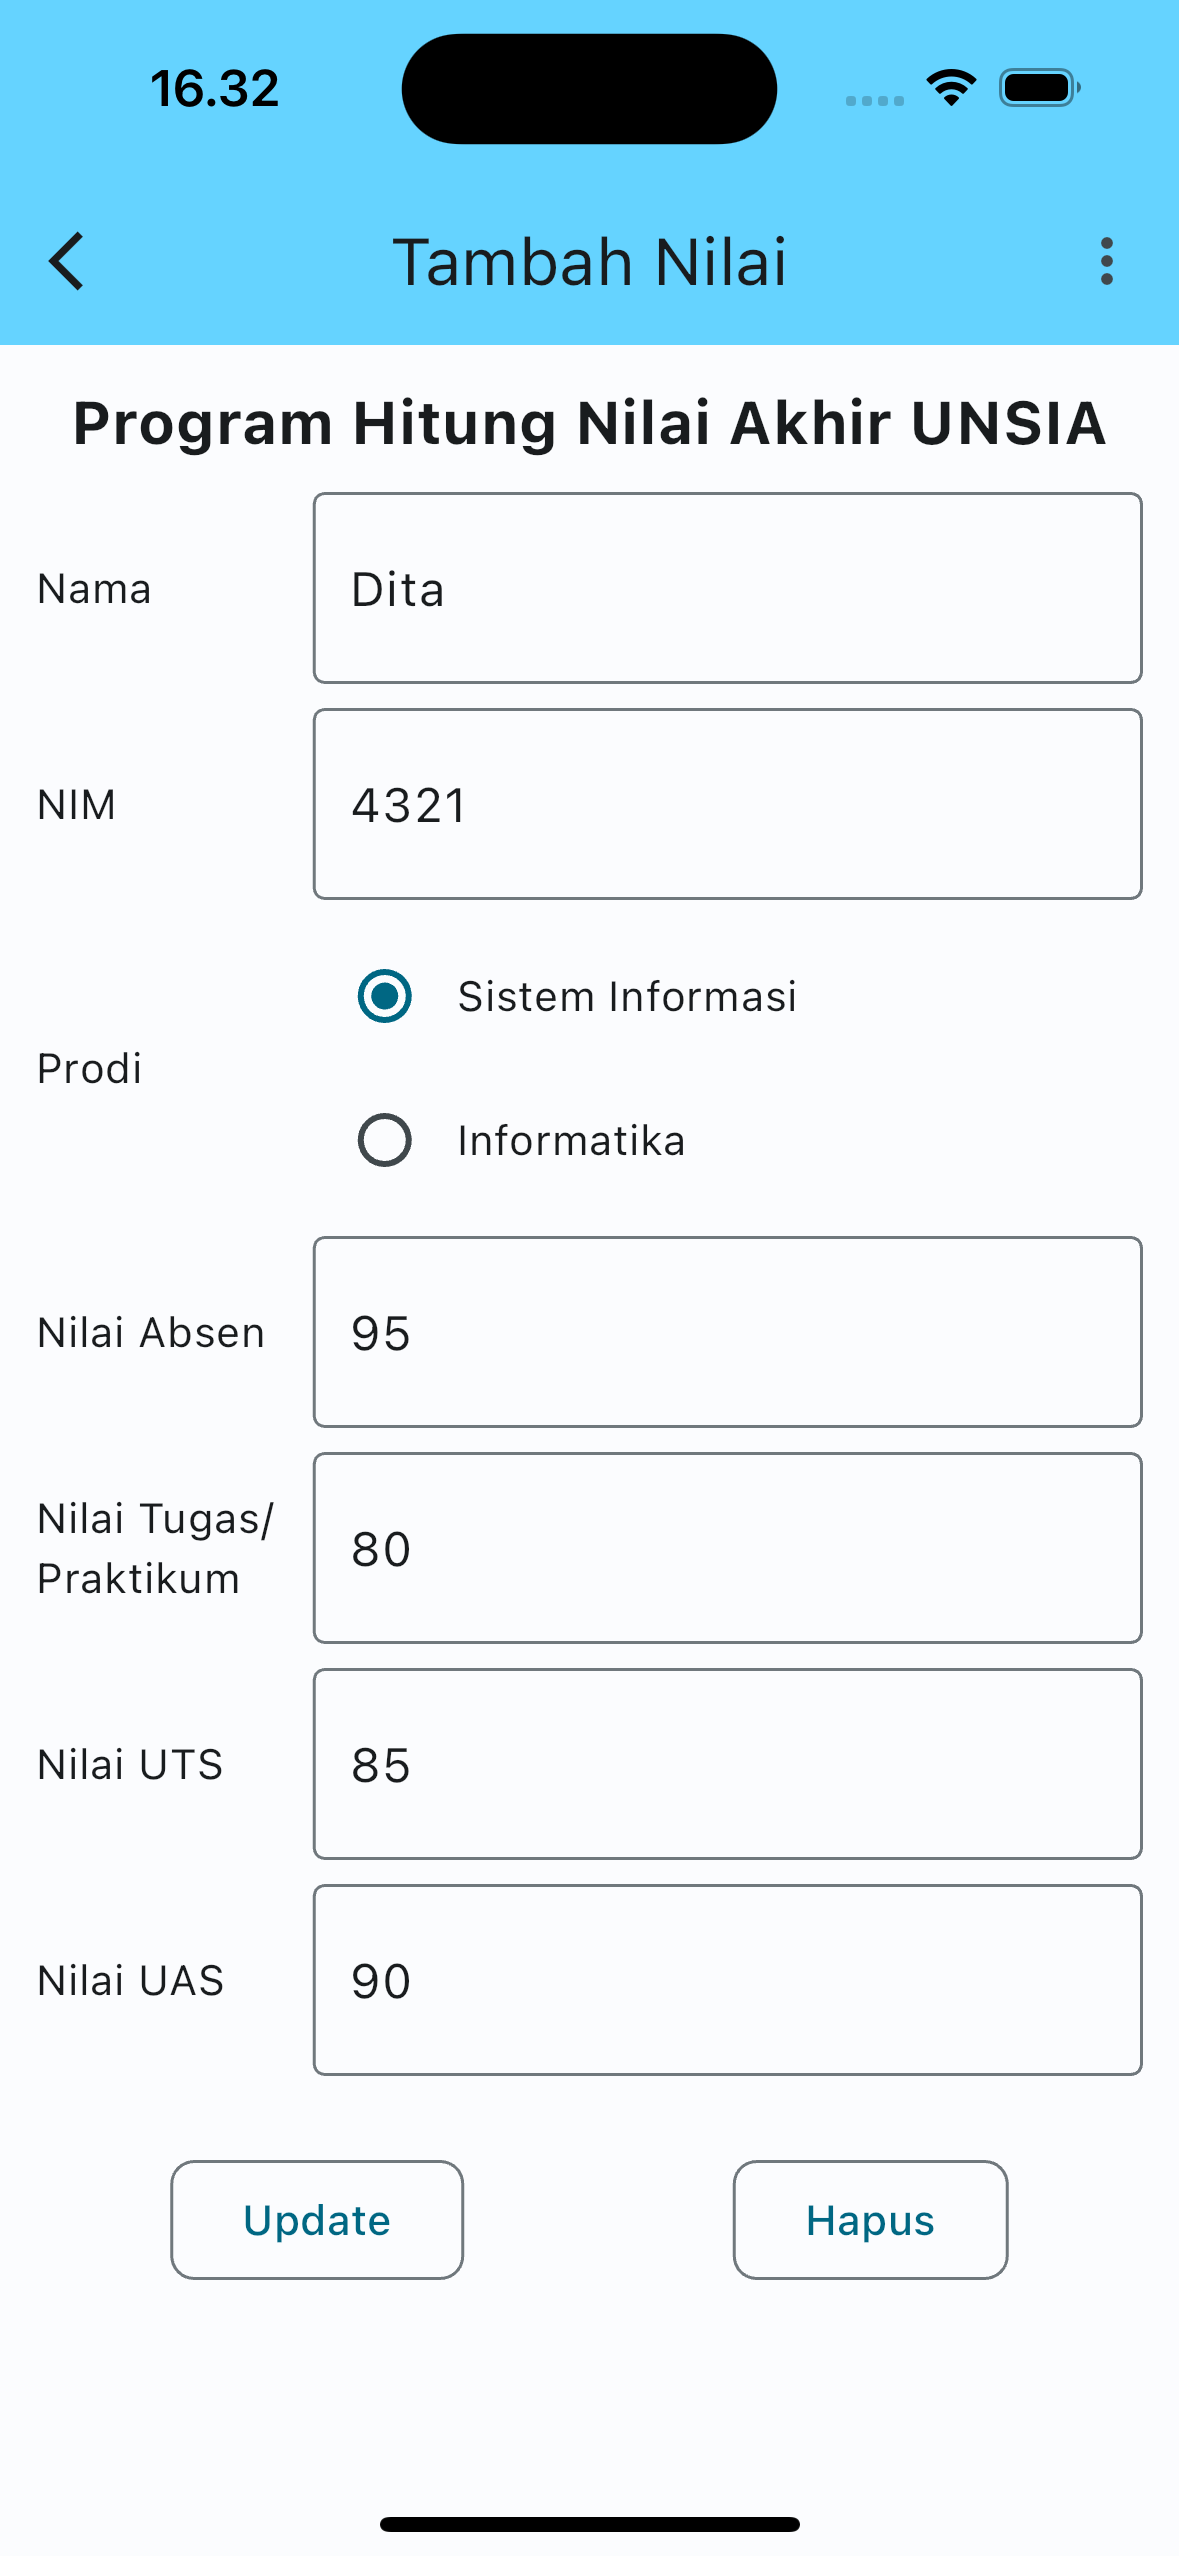 16.32
Tambah Nilai
Program Hitung Nilai Akhir UNSIA
Nama
Dita
NIM
4321
Prodi
Sistem Informasi
Informatika
Nilai Absen
95
Nilai Tugas/
Praktikum
80
Nilai UTS
85
Nilai UAS
90
Update
Hapus